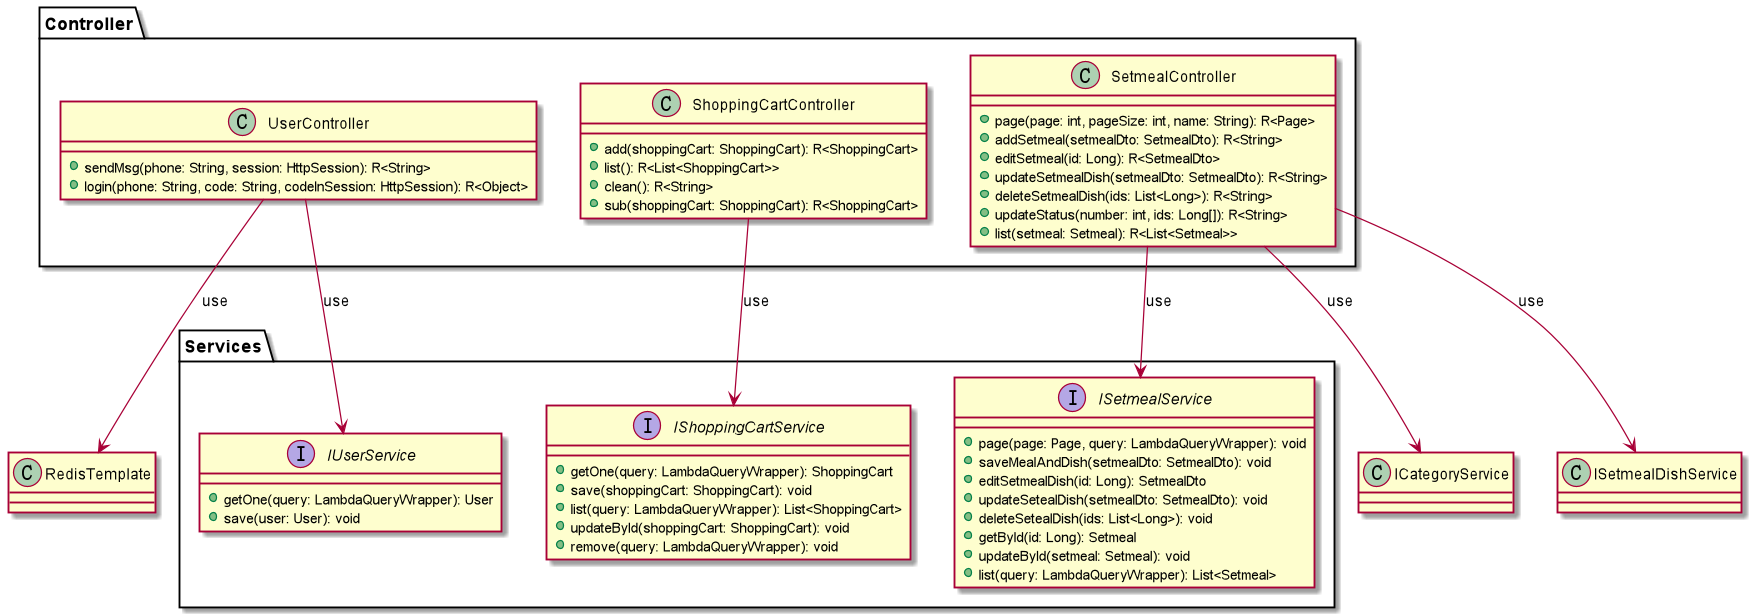 Controller
C UserController
sendMsg(phone: String, session: HttpSession): R<String>
login(phone: String, code: String, codeInSession: HttpSession): R<Object>
C ShoppingCartController
add(shoppingCart: ShoppingCart): R<ShoppingCart>
list(): R<List<ShoppingCart>>
clean(): R<String>
sub(shoppingCart: ShoppingCart): R<ShoppingCart>
C SetmealController
page(page: int, pageSize: int, name: String): R<Page>
addSetmeal(setmealDto: SetmealDto): R<String>
editSetmeal(id: Long): R<SetmealDto>
updateSetmealDish(setmealDto: SetmealDto): R<String>
deleteSetmealDish(ids: List<Long>): R<String>
updateStatus(number: int, ids: Long[]): R<String>
list(setmeal: Setmeal): R<List<Setmeal>>
use
use
use
use
use
use
Services
C RedisTemplate
I IUserService
getOne(query: LambdaQueryWrapper): User
save(user: User): void
I IShoppingCartService
getOne(query: LambdaQueryWrapper): ShoppingCart
save(shoppingCart: ShoppingCart): void
list(query: LambdaQueryWrapper): List<ShoppingCart>
updateById(shoppingCart: ShoppingCart): void
remove(query: LambdaQueryWrapper): void
I ISetmealService
page(page: Page, query: LambdaQueryWrapper): void
saveMealAndDish(setmealDto: SetmealDto): void
editSetmealDish(id: Long): SetmealDto
updateSetealDish(setmealDto: SetmealDto): void
deleteSetealDish(ids: List<Long>): void
getById(id: Long): Setmeal
updateById(setmeal: Setmeal): void
list(query: LambdaQueryWrapper): List<Setmeal>
C ICategoryService
C ISetmealDishService